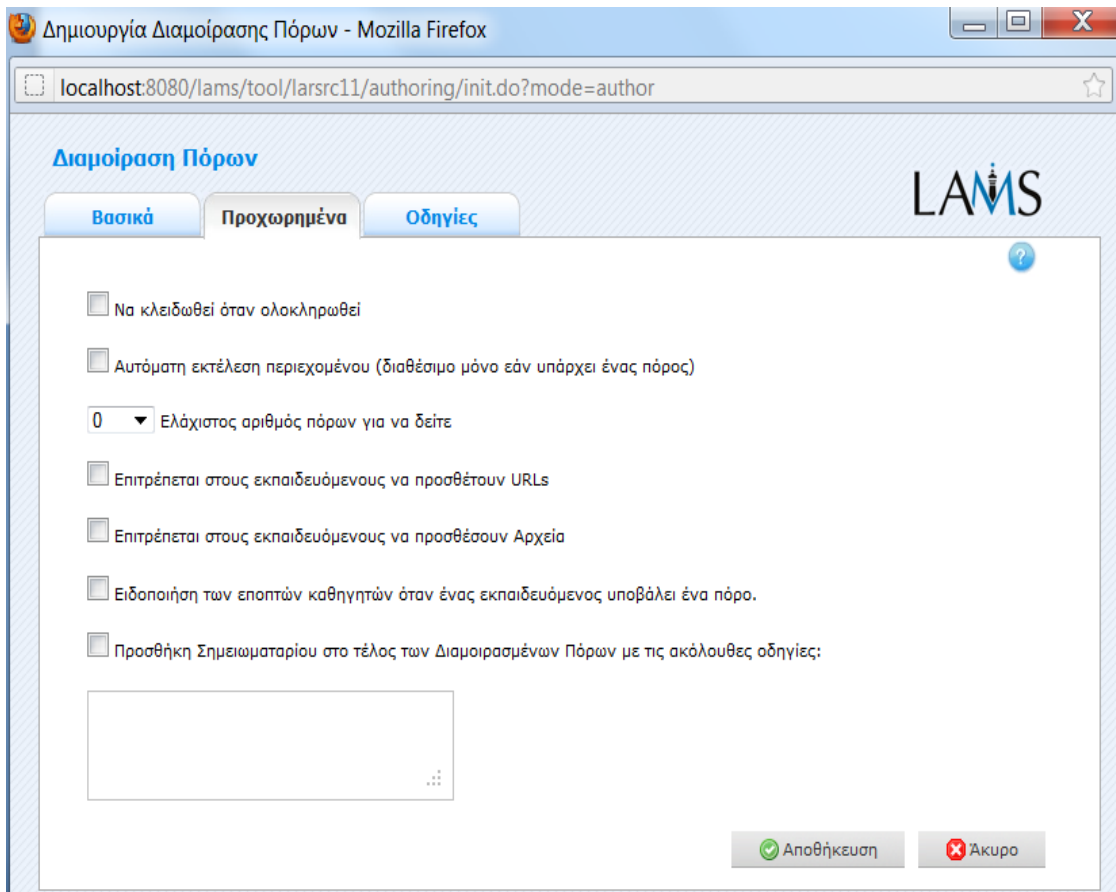 Δημιουργία Διαμοίρασης Πόρων - Mozilla Firefox
localhost:8080/lams/tool/larsrc11/authoring/init.do?mode=author
Διαμοίραση Πόρων
LAMS
Βασικά Προχωρημένα Οδηγίες
?
Να κλειδωθεί όταν ολοκληρωθεί
Αυτόματη εκτέλεση περιεχομένου (διαθέσιμο μόνο εάν υπάρχει ένας πόρος)
0 Ελάχιστος αριθμός πόρων για να δείτε
Επιτρέπεται στους εκπαιδευόμενους να προσθέτουν URLs
Επιτρέπεται στους εκπαιδευόμενους να προσθέσουν Αρχεία
Ειδοποιήση των εποπτών καθηγητών όταν ένας εκπαιδευόμενος υποβάλει ένα πόρο.
Προσθήκη Σημειωματαρίου στο τέλος των Διαμοιρασμένων Πόρων με τις ακόλουθες οδηγίες:
Αποθήκευση Άκυρο